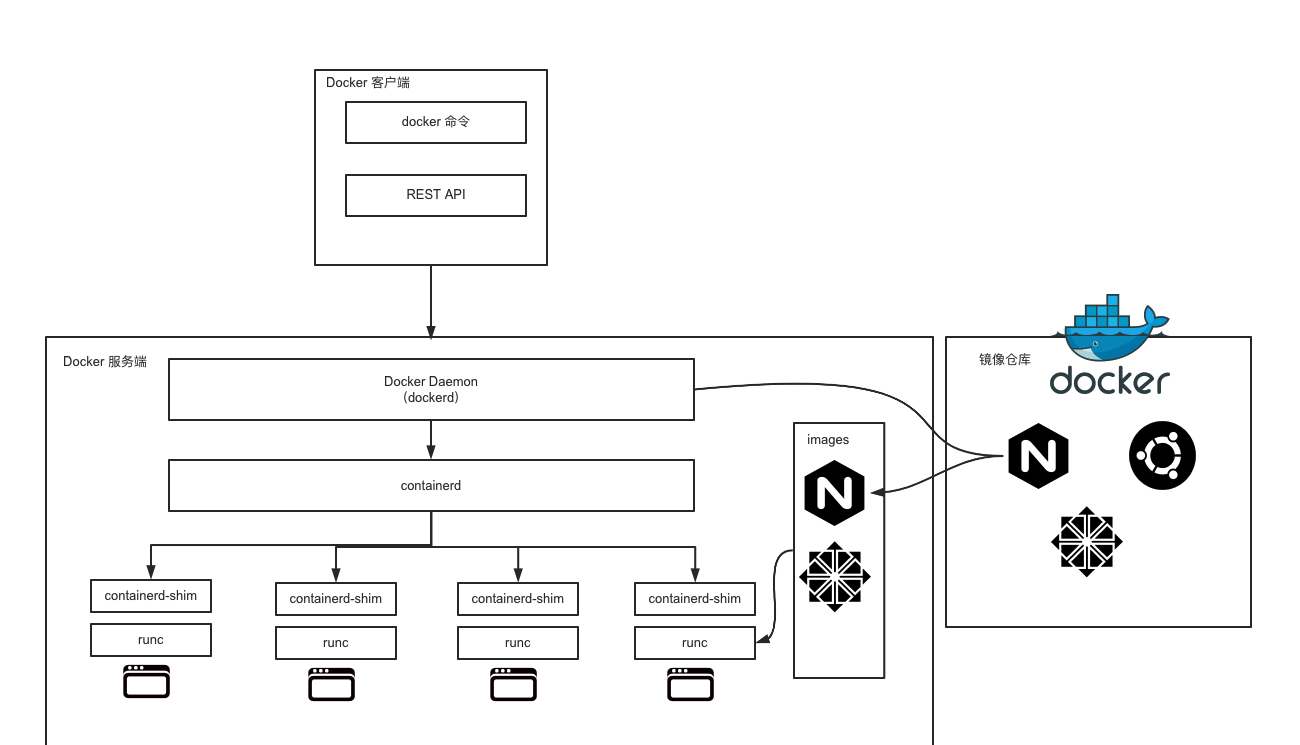 Docker 客户端
docker 命令
REST API
Docker 服务端
Docker Daemon
（dockerd）
containerd
containerd-shim
containerd-shim
containerd-shim
containerd-shim
runc
runc
runc
runc
images
N
镜像仓库
docker
N